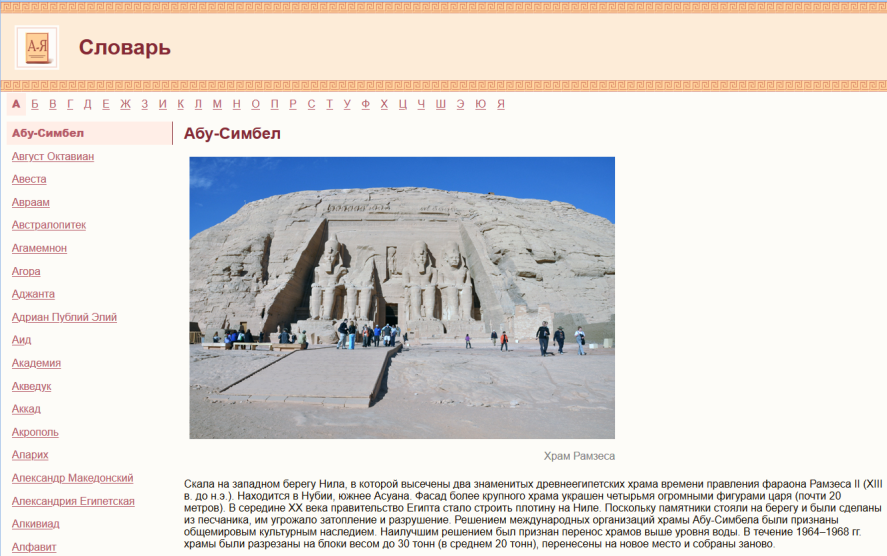 А-Я
Словарь
А Б В Г Д Е Ж З И К Л М Н О П Р С Т У Ф Х Ц Ч Ш Э Ю Я
Абу-Симбел
Август Октавиан
Авеста
Авраам
Австралопитек
Агамемнон
Агора
Аджанта
Адриан Публий Элий
Аид
Академия
Акведук
Аккад
Акрополь
Аларих
Александр Македонский
Александрия Египетская
Алкивиад
Алфавит
Абу-Симбел
Храм Рамзеса
Скала на западном берегу Нила, в которой высечены два знаменитых древнеегипетских храма времени правления фараона Рамзеса II (XIII
в. до н.э.). Находится в Нубии, южнее Асуана. Фасад более крупного храма украшен четырьмя огромными фигурами царя (почти 20
метров). В середине XX века правительство Египта стало строить плотину на Ниле. Поскольку памятники стояли на берегу и были сделаны
из песчаника, им угрожало затопление и разрушение. Решением международных организаций храмы Абу-Симбела были признаны
общемировым культурным наследием. Наилучшим решением был признан перенос храмов выше уровня воды. В течение 1964–1968 гг.
храмы были разрезаны на блоки весом до 30 тонн (в среднем 20 тонн), перенесены на новое место и собраны заново.